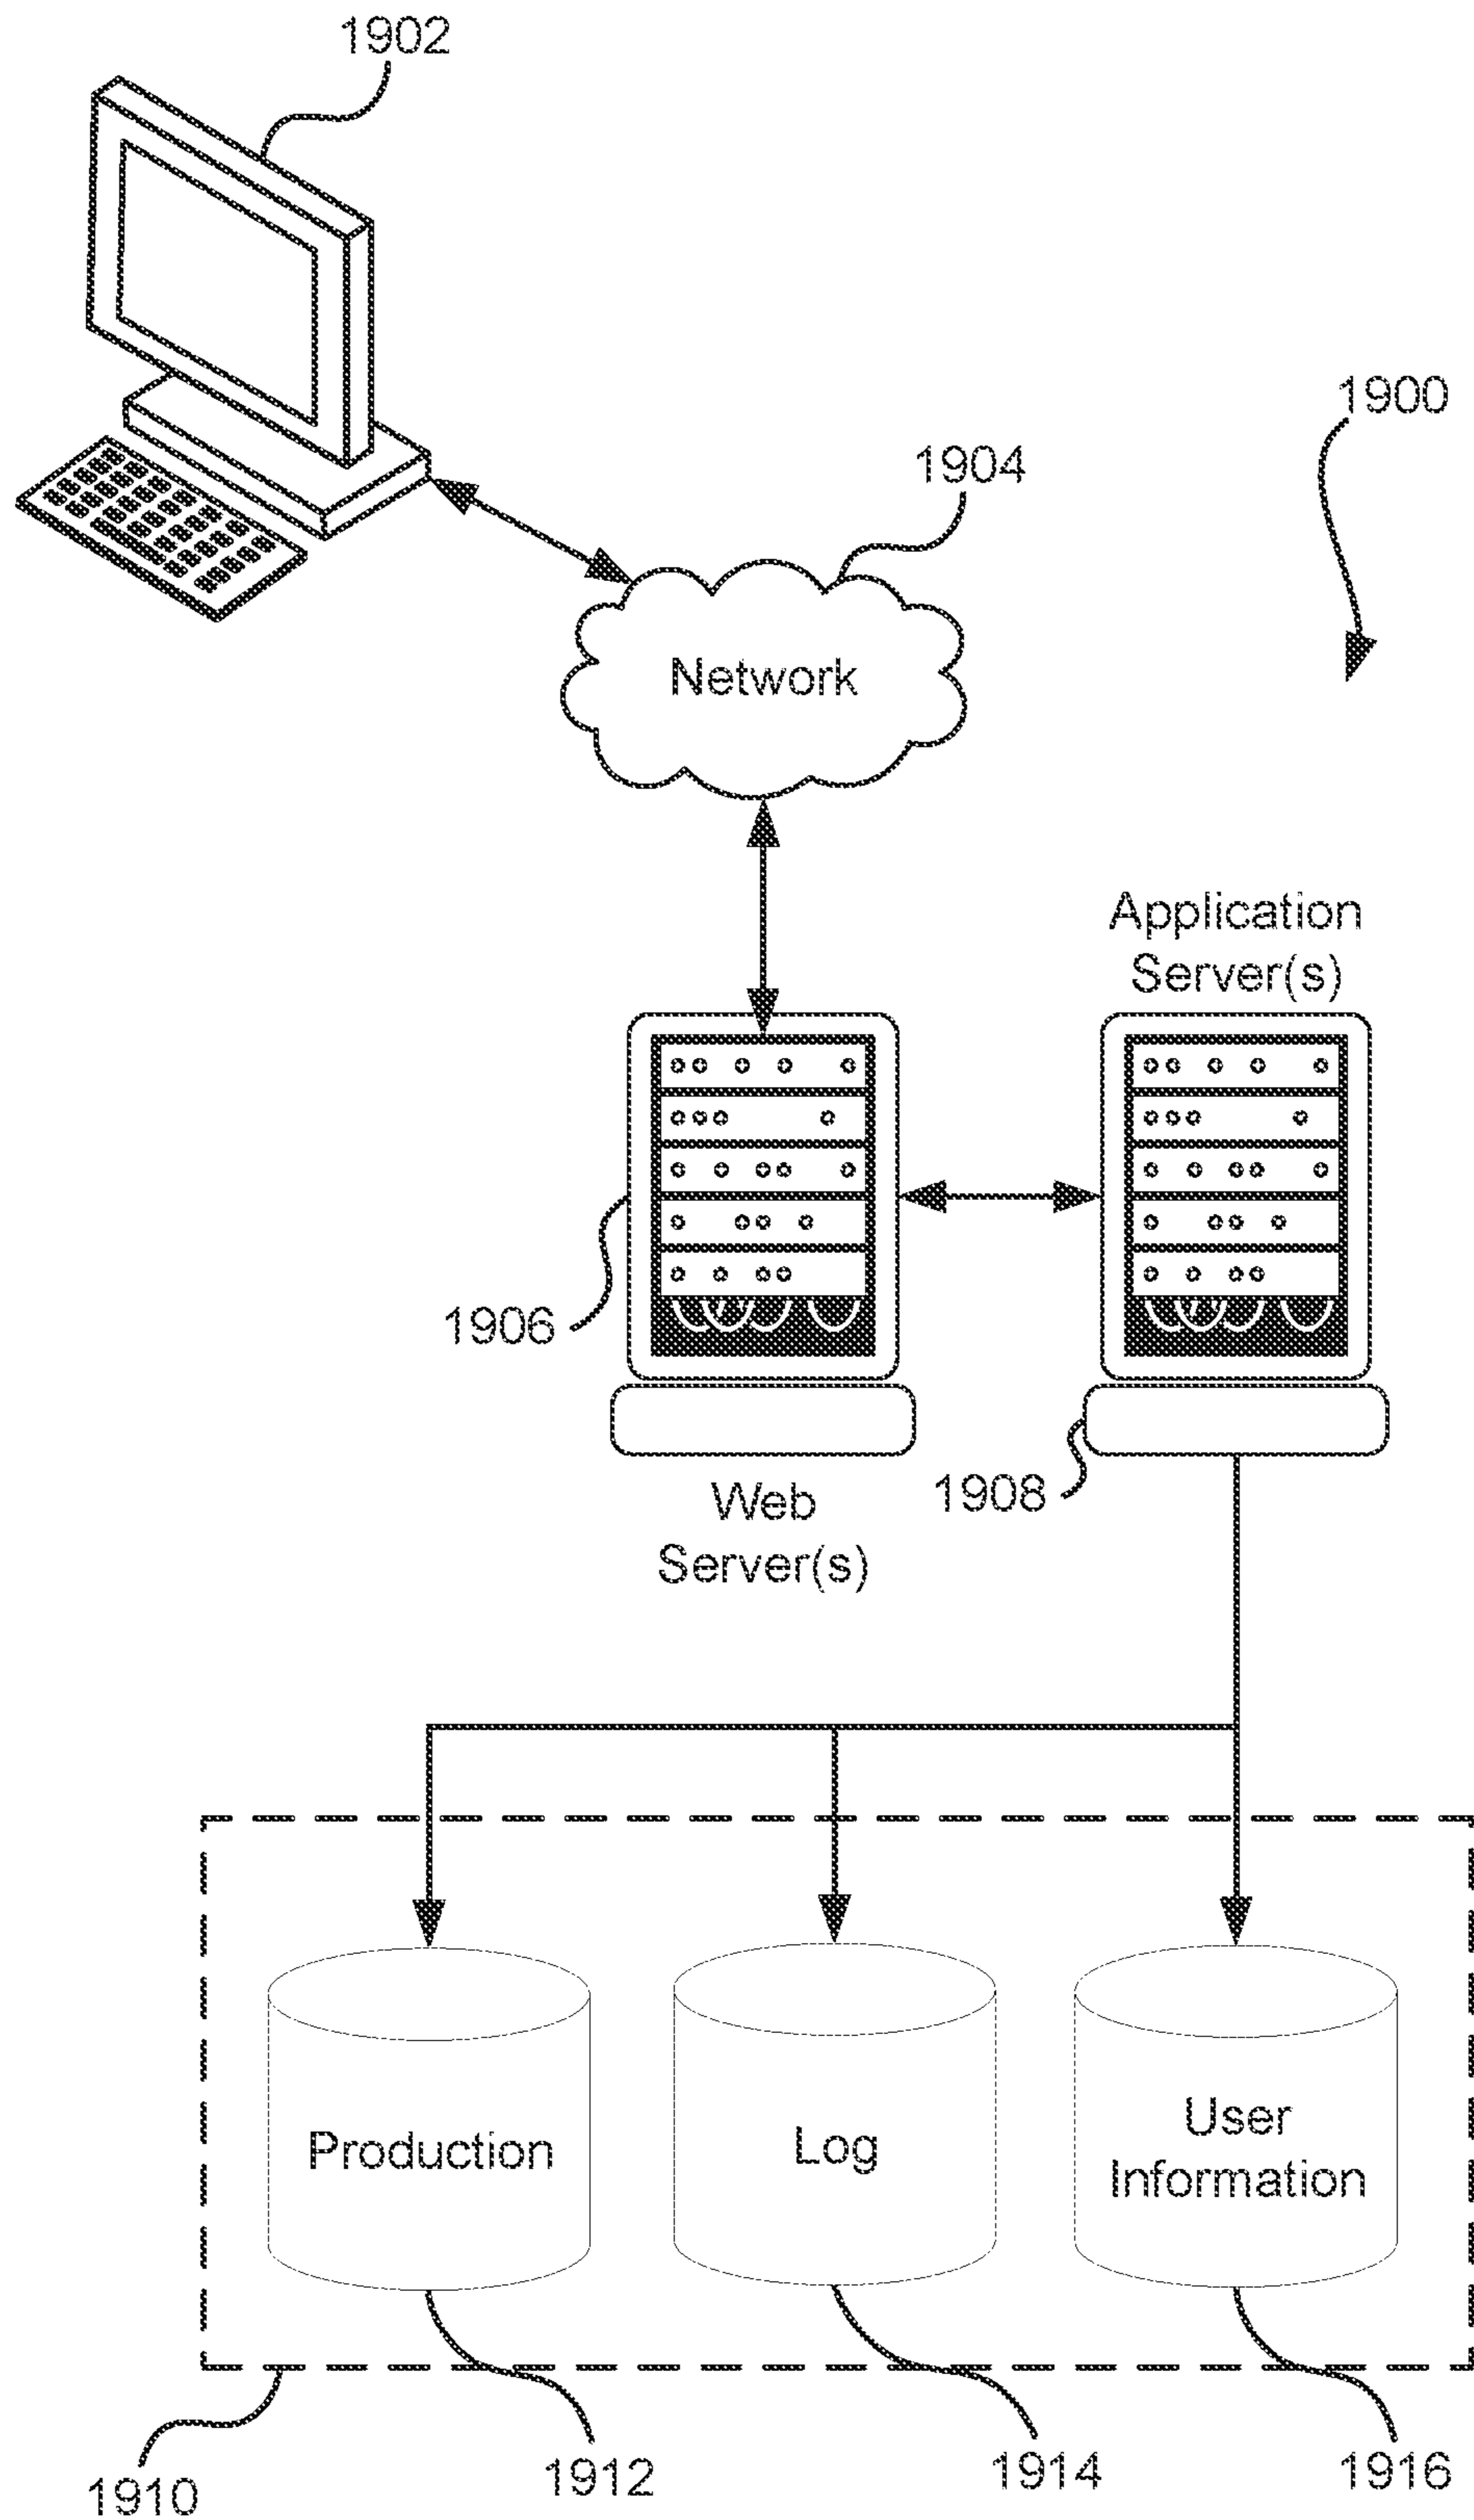 1902
1900
1904
Network
Application
Server(s)
1906
1908
Web
Server(s)
Production
Log
User
Information
1910
1912
1914
1916